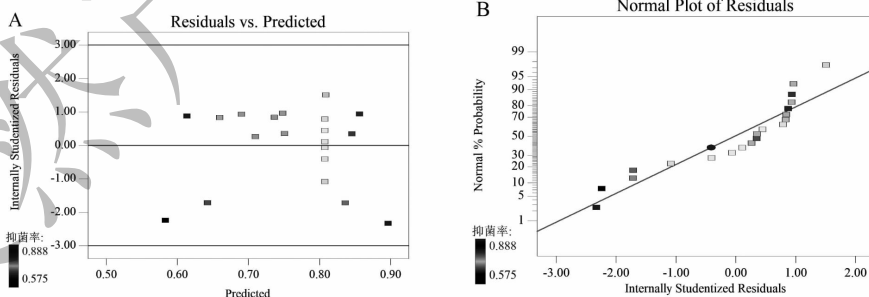 A
Residuals vs. Predicted
Internally Studentized Residuals
3.00
2.00
1.00
0.00
-1.00
-2.00
-3.00
0.50 0.60 0.70 0.80 0.90
Predicted
抑菌率:
0.888
0.575
B
Normal Plot of Residuals
Normal % Probability
99
95
90
80
70
50
30
20
10
5
1
-3.00 -2.00 -1.00 0.00 1.00 2.00
Internally Studentized Residuals
抑菌率:
0.888
0.575